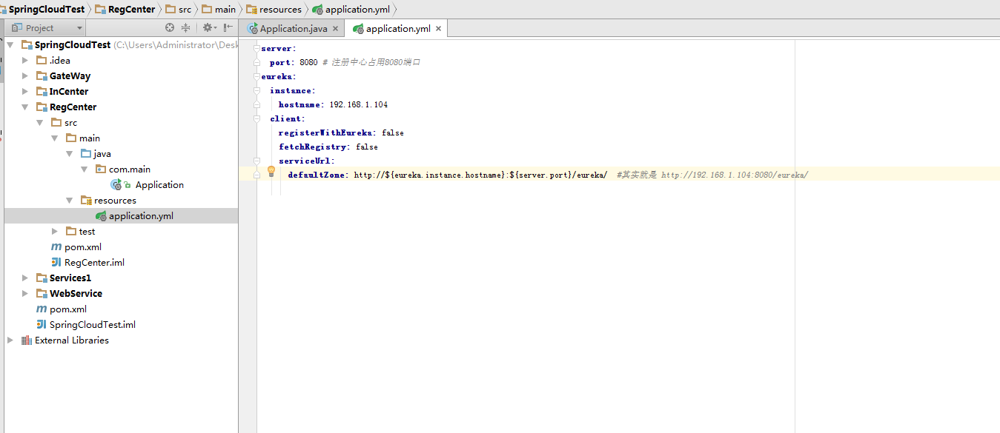 SpringCloudTest RegCenter src main resources application.yml
Project
Application.java × application.yml ×
SpringCloudTest (C:\Users\Administrator\Desk
.idea
GateWay
InCenter
RegCenter
src
main
java
com.main
Application
resources
application.yml
test
pom.xml
RegCenter.iml
Services1
WebService
pom.xml
SpringCloudTest.iml
External Libraries
server:
port: 8080 # 注册中心占用8080端口
eureka:
instance:
hostname: 192.168.1.104
client:
registerWithEureka: false
fetchRegistry: false
serviceUrl:
defaultZone: http://${eureka.instance.hostname}:${server.port}/eureka/ #其实就是 http://192.168.1.104:8080/eureka/